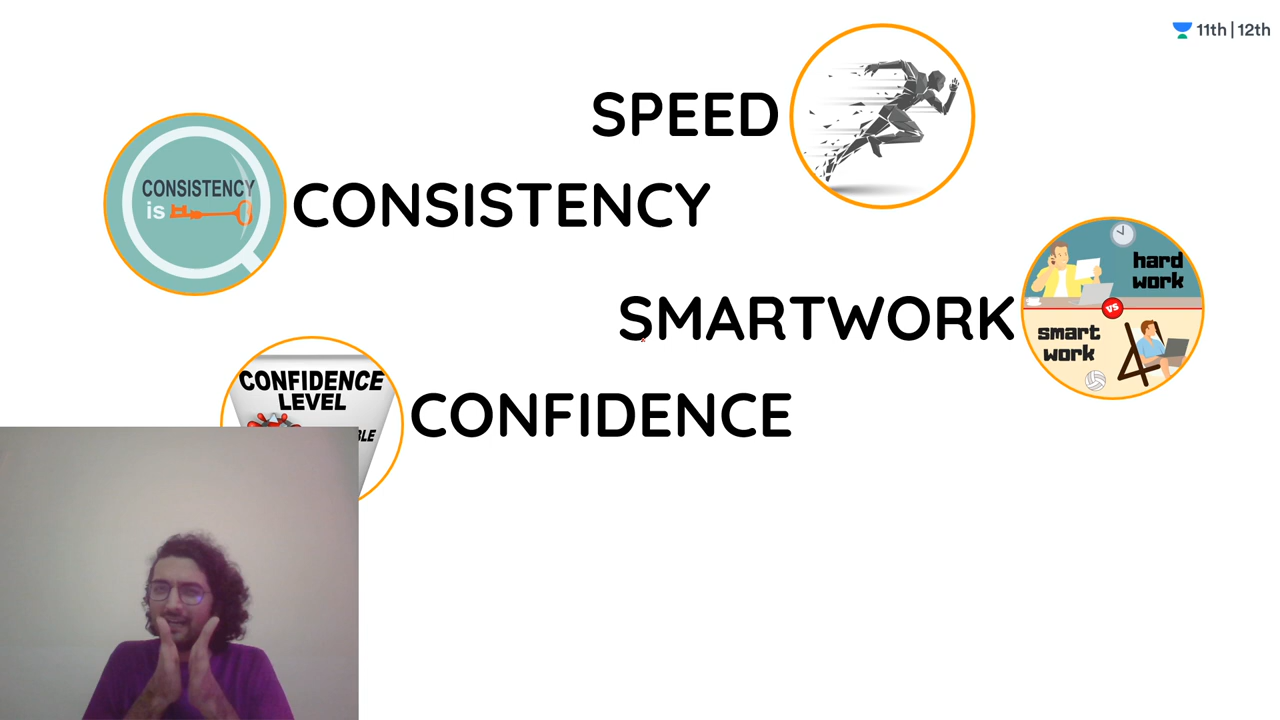 11th | 12th
SPEED
CONSISTENCY
is
CONSISTENCY
hard
work
VS
smart
work
SMARTWORK
CONFIDENCE
LEVEL
CONFIDENCE